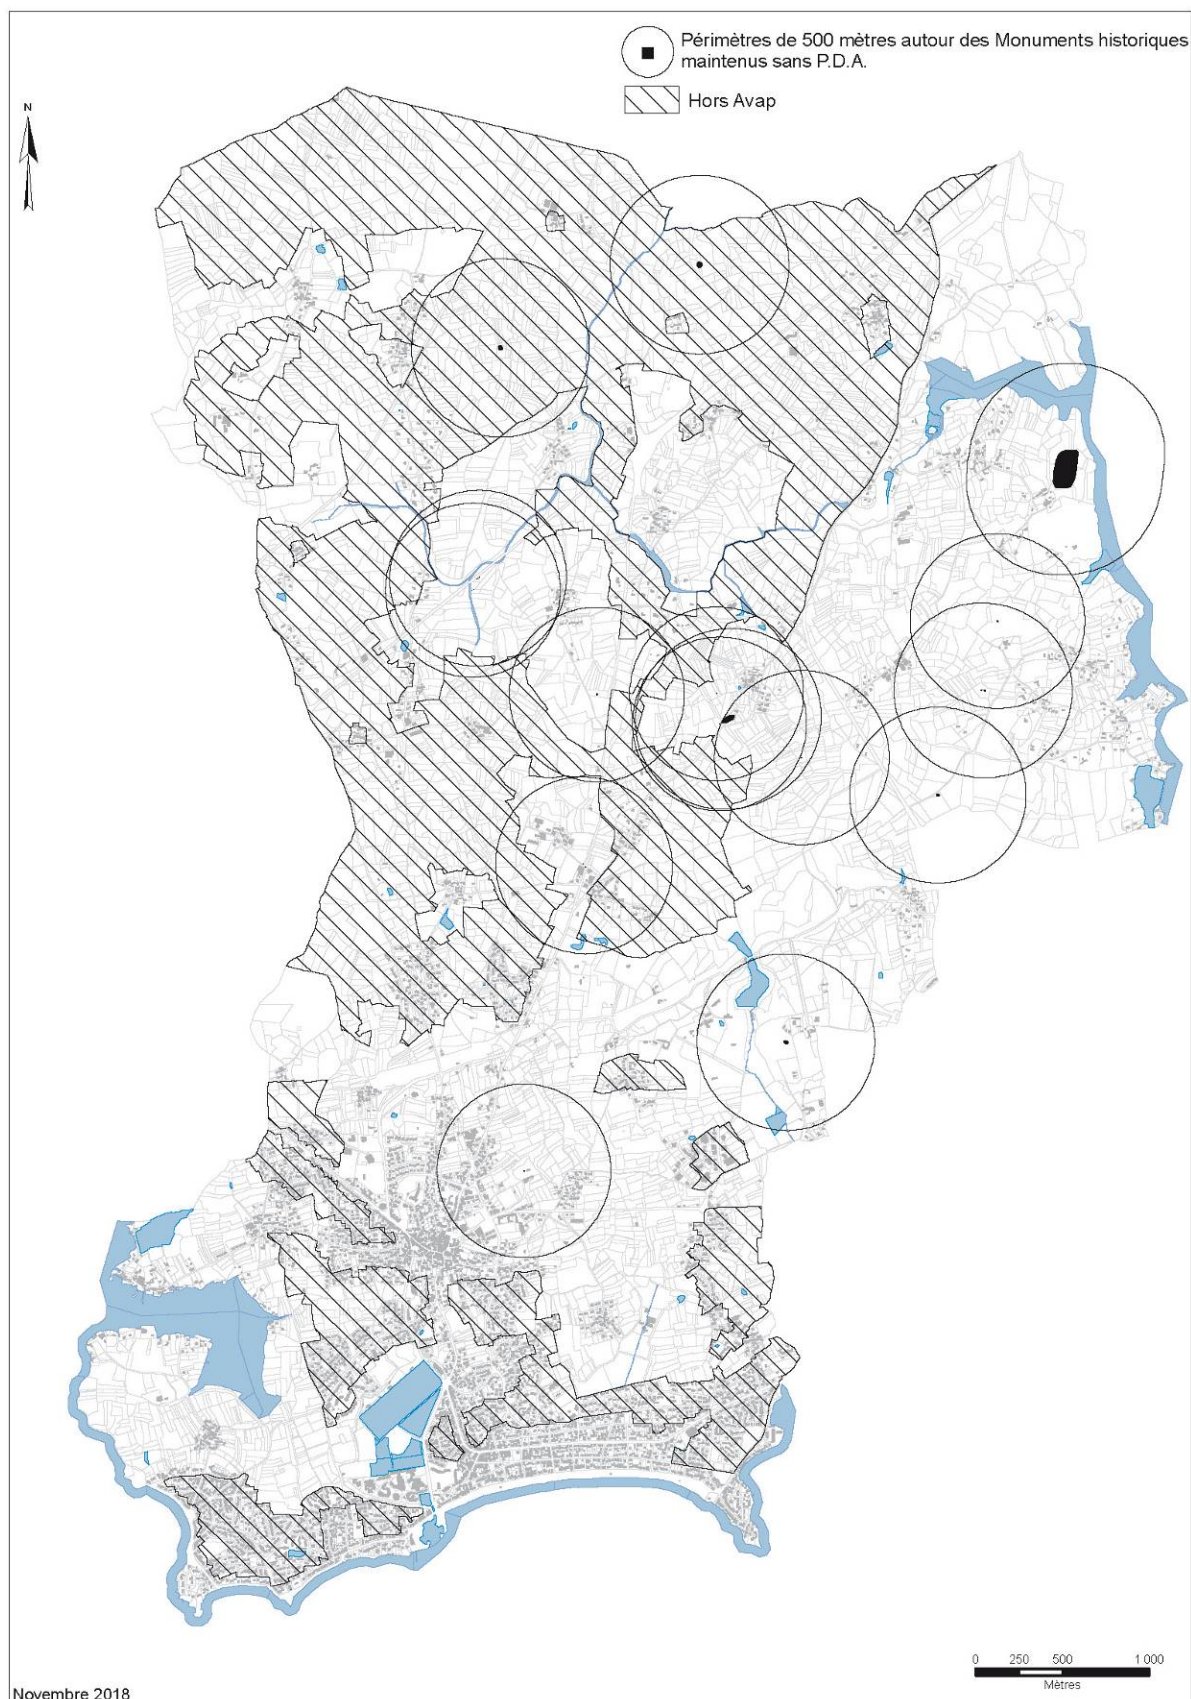 Périmètres de 500 mètres autour des Monuments historiques
maintenus sans P.D.A.
Hors Avap
N
0 250 500 1 000
Mètres
Novembre 2018